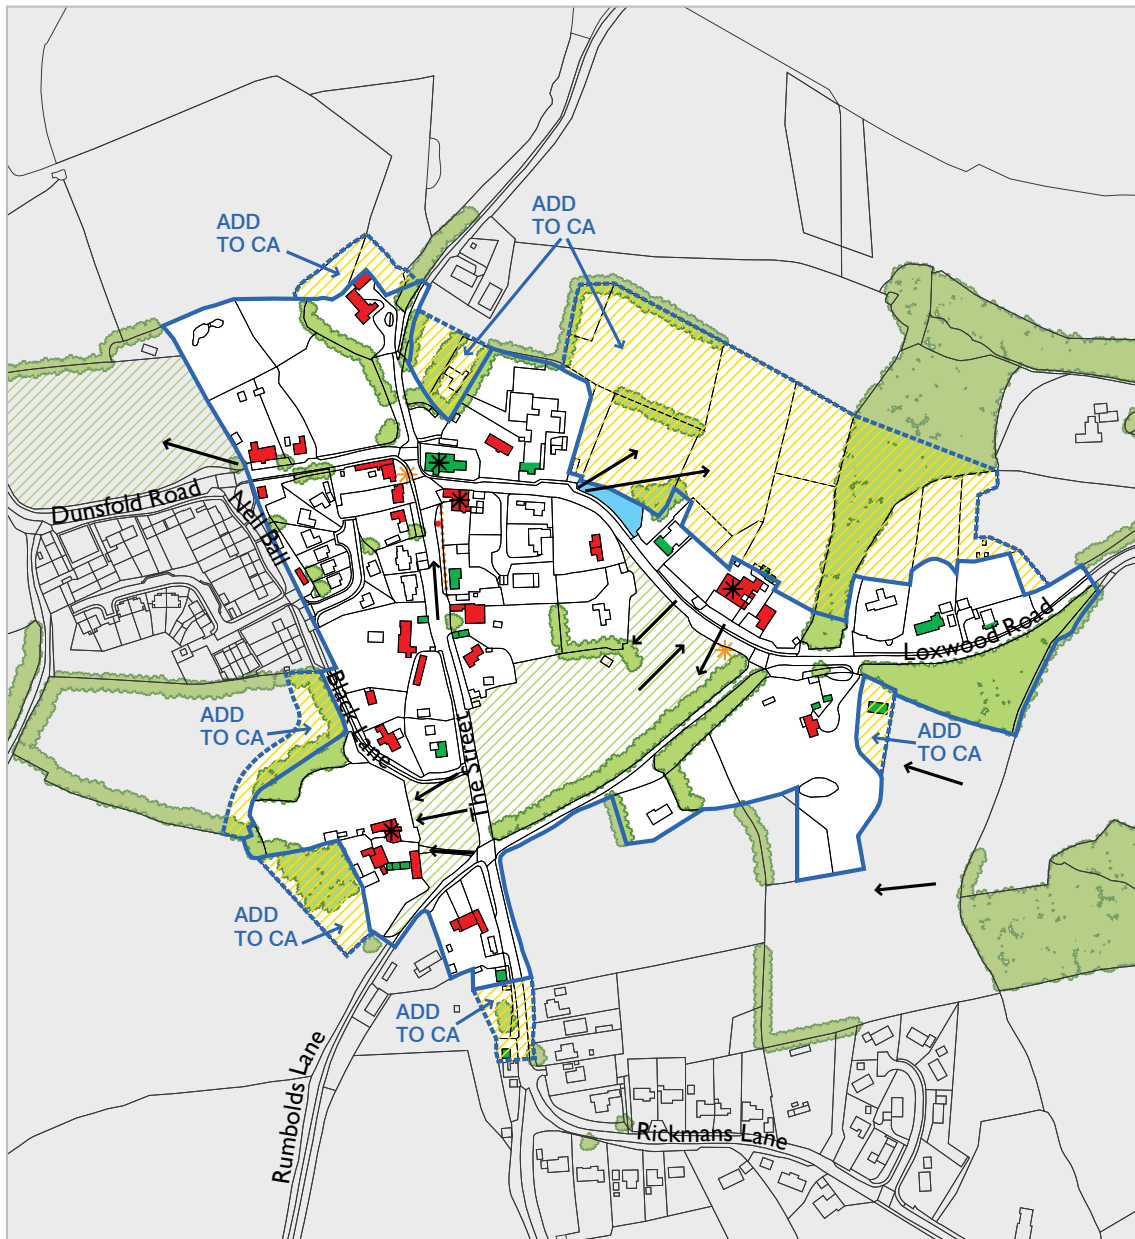 ADD
TO CA
ADD
TO CA
Dunsfold Road
Nell Ball
Loxwood Road
Black Lane
The Street
ADD
TO CA
ADD
TO CA
ADD
TO CA
ADD
TO CA
Rumbolds Lane
Rickmans Lane